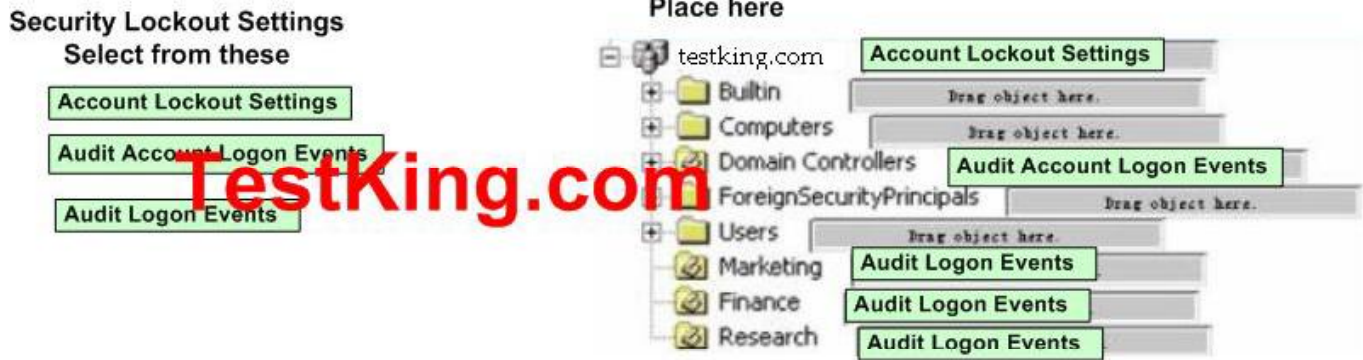 Security Lockout Settings
Select from these
Account Lockout Settings
Audit Account Logon Events
Audit Logon Events
Place here
testking.com Account Lockout Settings
Builtin Drag object here.
Computers Drag object here.
Domain Controllers Audit Account Logon Events
ForeignSecurityPrincipals Drag object here.
Users Drag object here.
Marketing Audit Logon Events
Finance Audit Logon Events
Research Audit Logon Events
TestKing.com